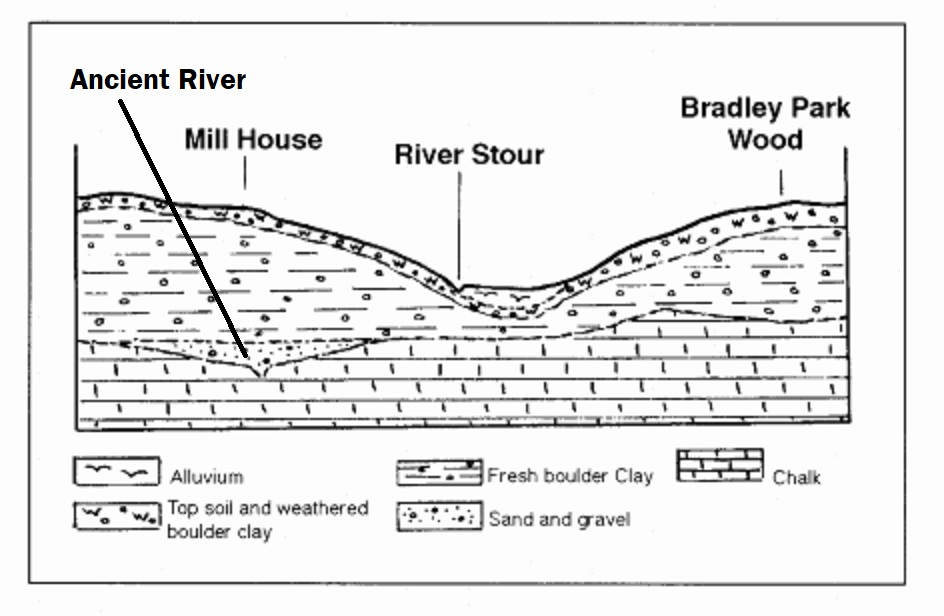 Ancient River
Mill House
River Stour
Bradley Park
Wood
Alluvium
Fresh boulder Clay
Chalk
Top soil and weathered
boulder clay
Sand and gravel